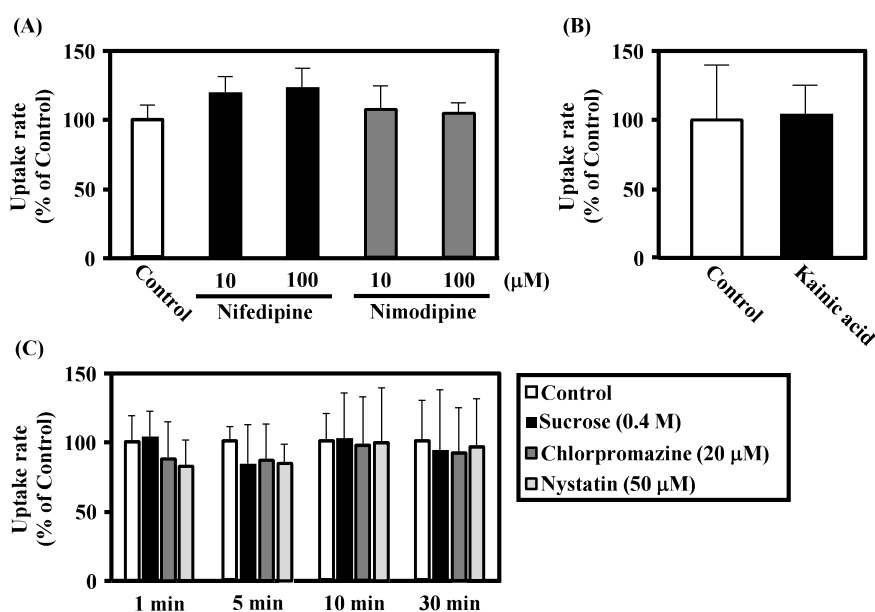 (A)
150
100
50
0
Uptake rate
(% of Control)
Control
10 100 10 100 (μM)
Nifedipine Nimodipine
(B)
150
100
50
0
Uptake rate
(% of Control)
Control
Kainic acid
(C)
150
100
50
0
Uptake rate
(% of Control)
1 min 5 min 10 min 30 min
Control
Sucrose (0.4 M)
Chlorpromazine (20 μM)
Nystatin (50 μM)